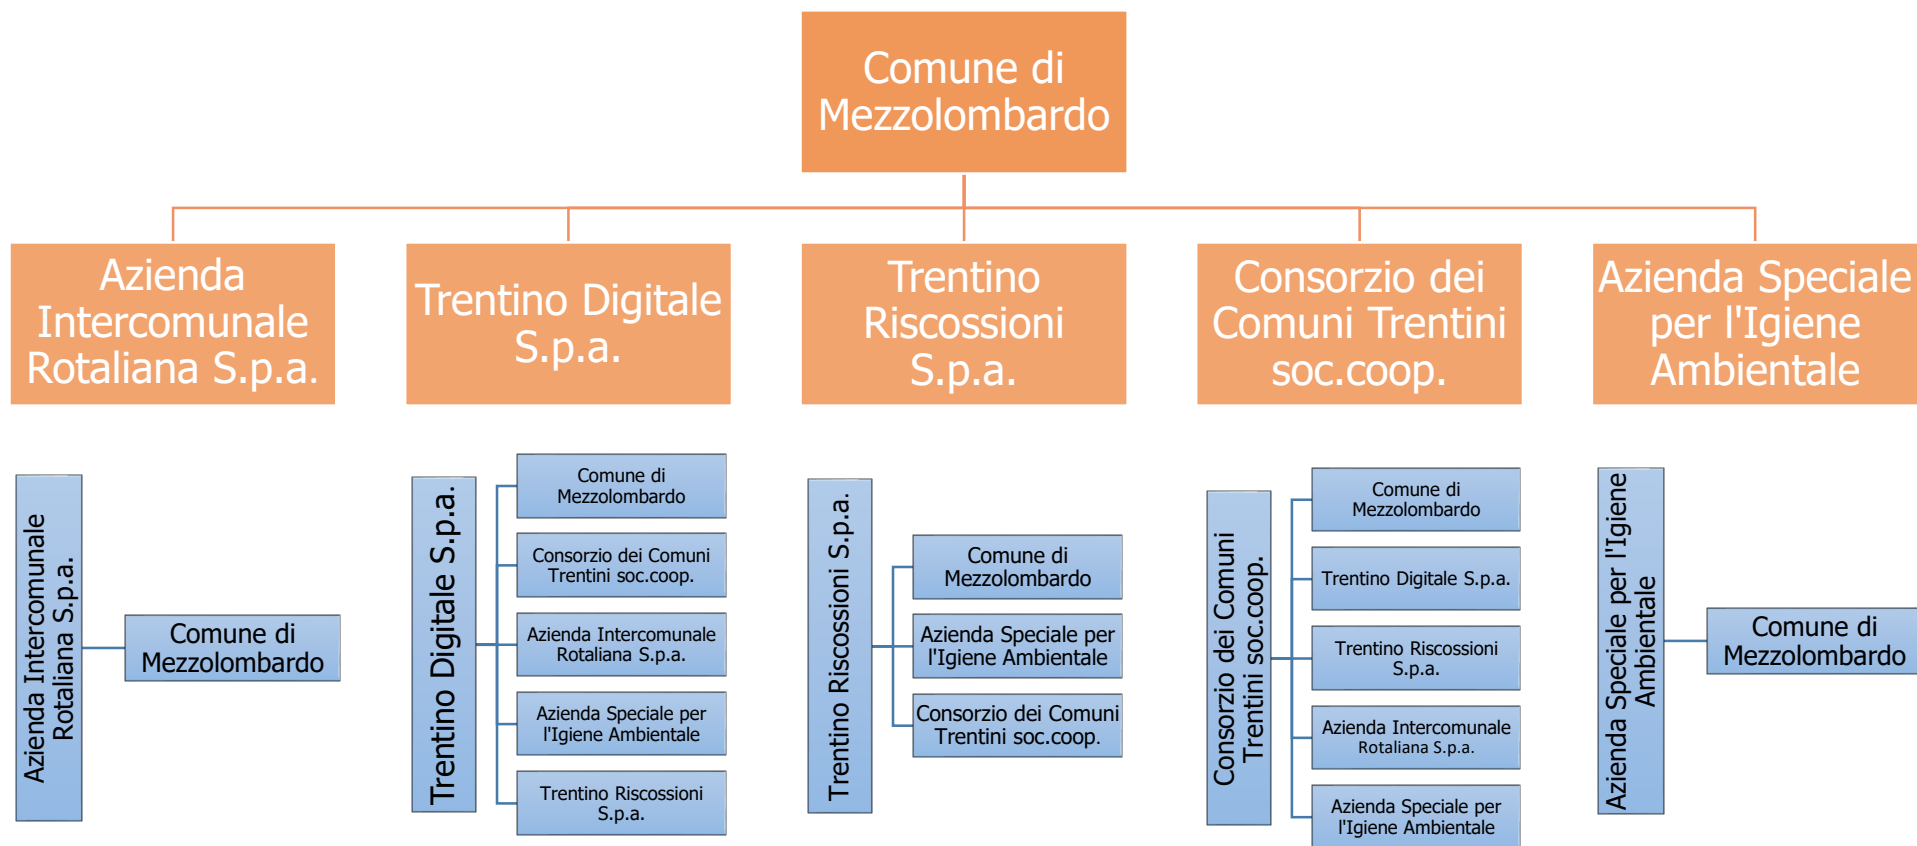 Comune di
Mezzolombardo
Azienda
Intercomunale
Rotaliana S.p.a.
Trentino Digitale
S.p.a.
Trentino
Riscossioni
S.p.a.
Consorzio dei
Comuni Trentini
soc.coop.
Azienda Speciale
per l'Igiene
Ambientale
Azienda Intercomunale
Rotaliana S.p.a.
Comune di
Mezzolombardo
Trentino Digitale S.p.a.
Comune di
Mezzolombardo
Consorzio dei Comuni
Trentini soc.coop.
Azienda Intercomunale
Rotaliana S.p.a.
Azienda Speciale per
l'Igiene Ambientale
Trentino Riscossioni
S.p.a.
Trentino Riscossioni S.p.a.
Comune di
Mezzolombardo
Azienda Speciale per
l'Igiene Ambientale
Consorzio dei Comuni
Trentini soc.coop.
Consorzio dei Comuni
Trentini soc.coop.
Comune di
Mezzolombardo
Trentino Digitale S.p.a.
Trentino Riscossioni
S.p.a.
Azienda Intercomunale
Rotaliana S.p.a.
Azienda Speciale per
l'Igiene Ambientale
Azienda Speciale per l'Igiene
Ambientale
Comune di
Mezzolombardo